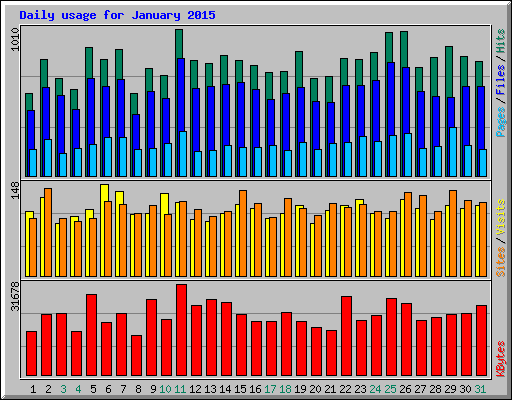 Daily usage for January 2015
1010
Pages / Files / Hits
148
Sites / Visits
31678
KBytes
1 2 3 4 5 6 7 8 9 10 11 12 13 14 15 16 17 18 19 20 21 22 23 24 25 26 27 28 29 30 31